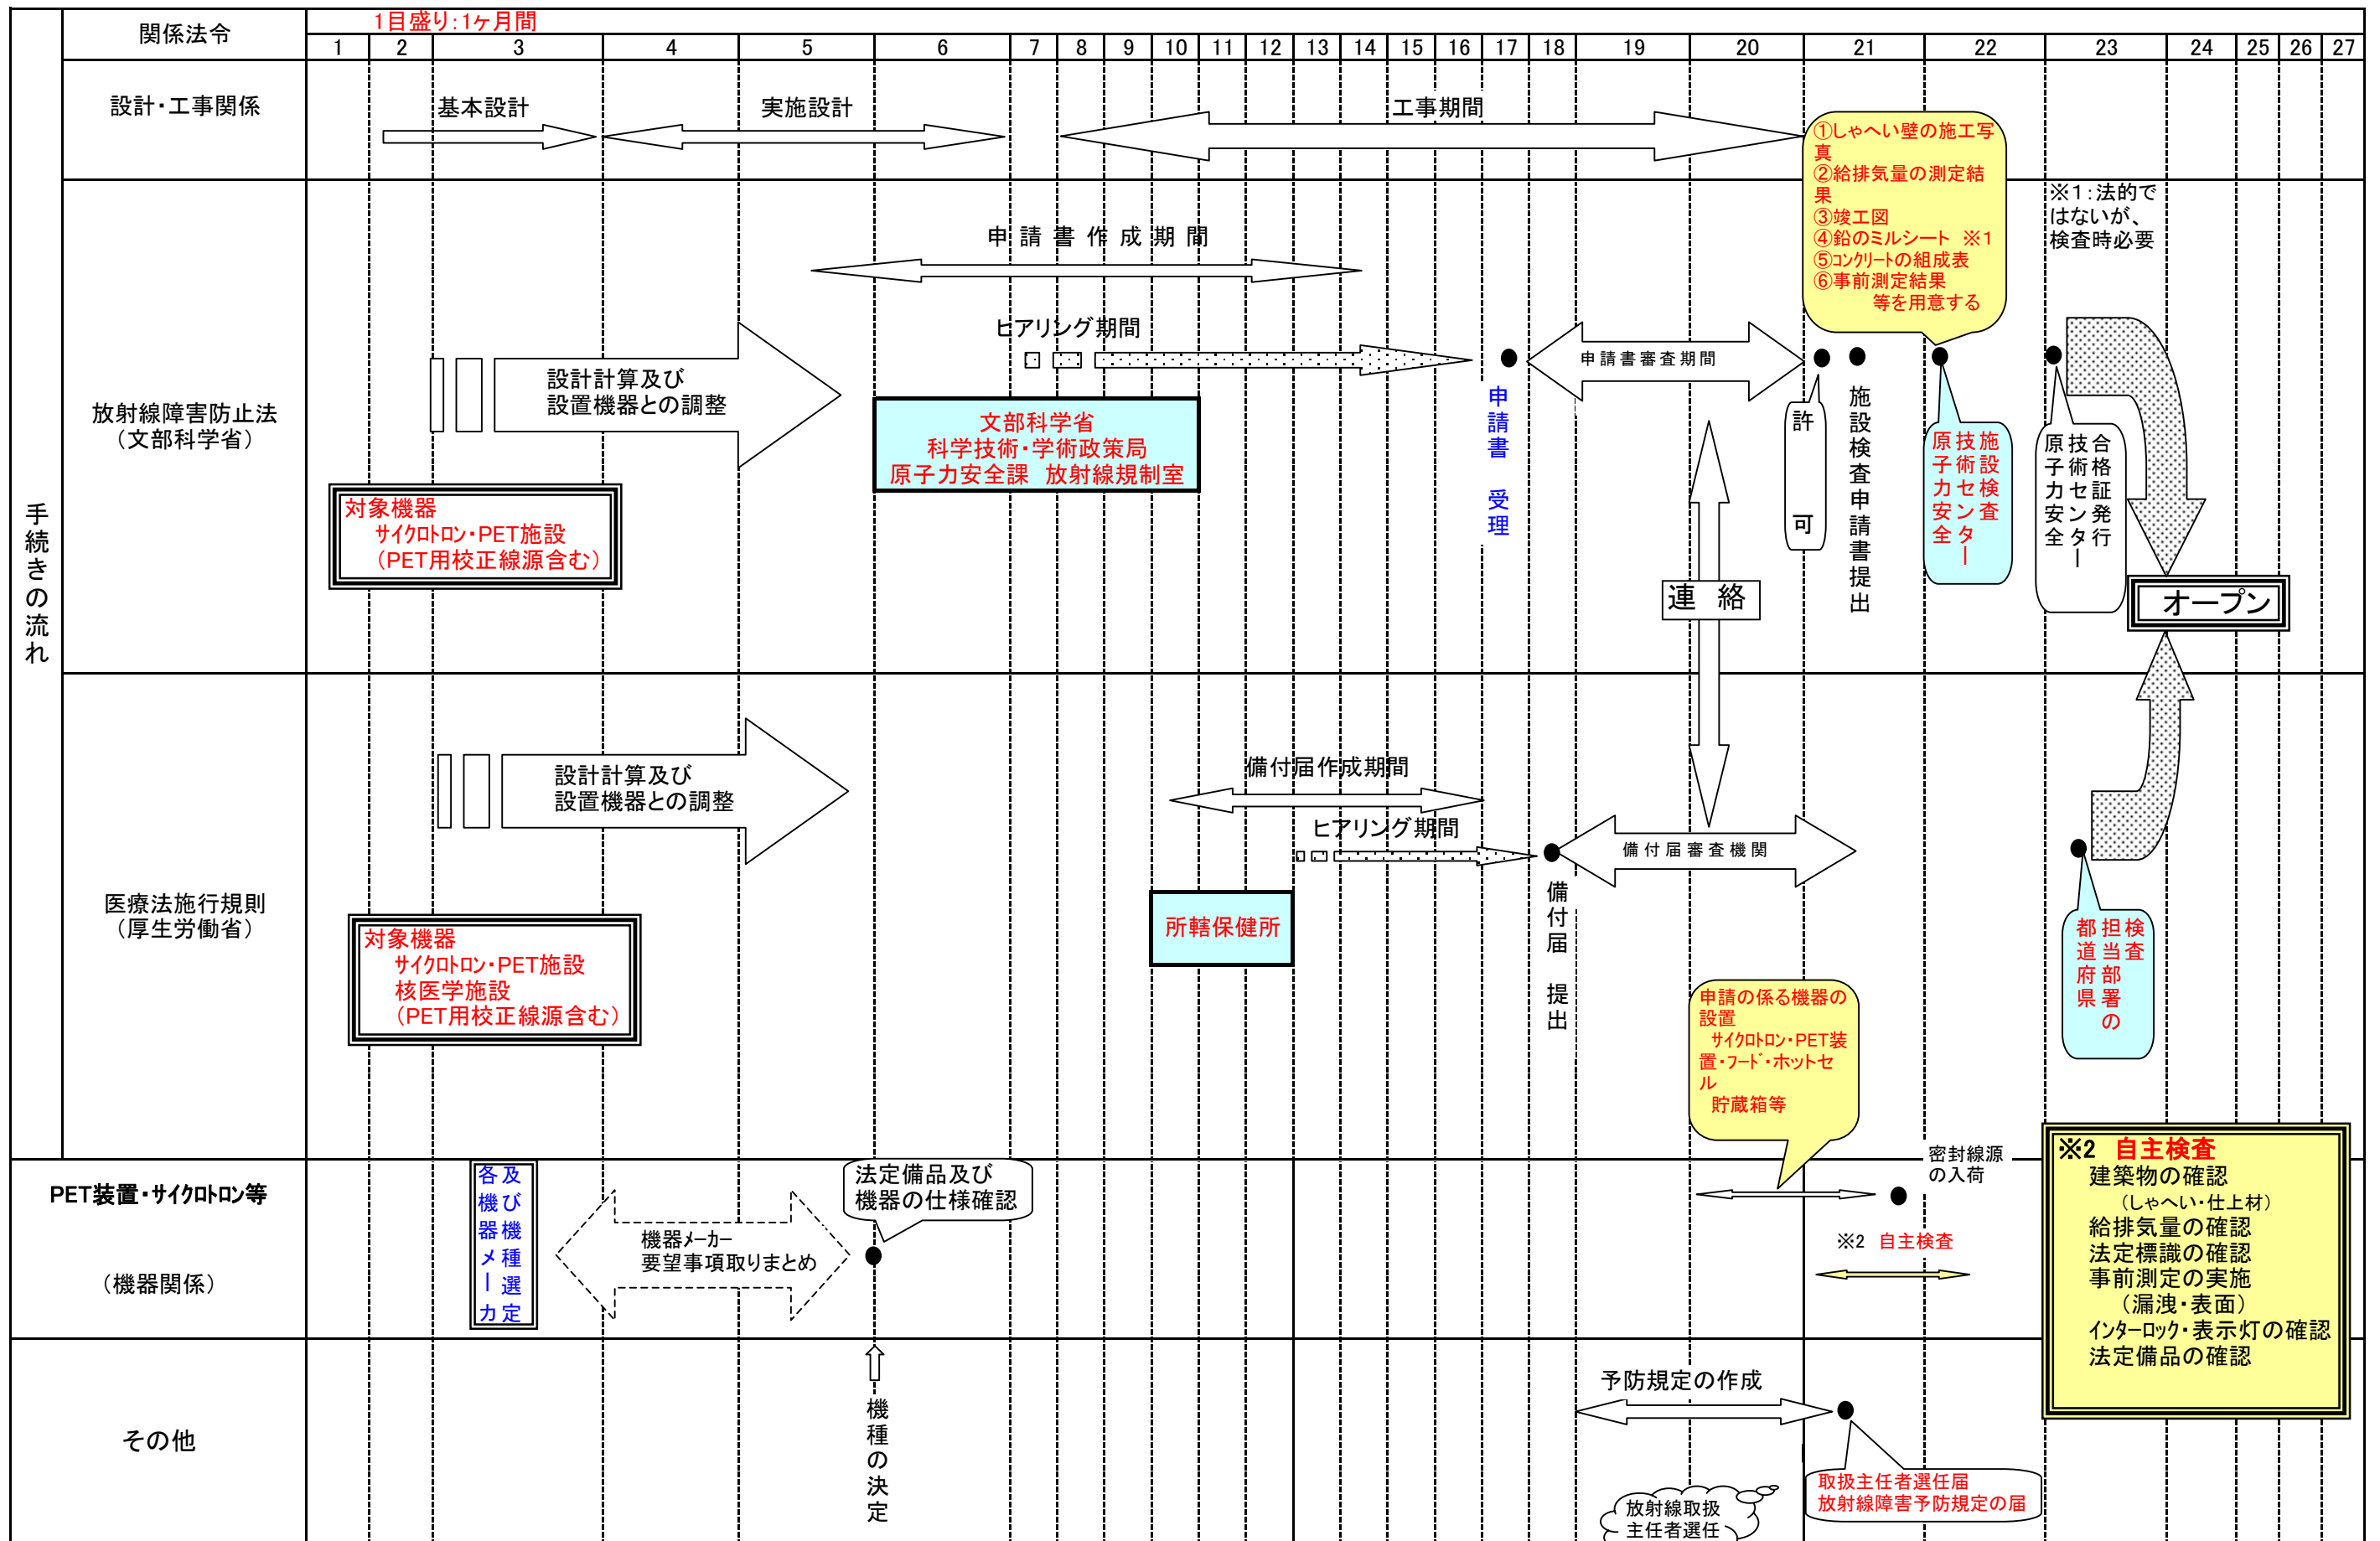 関係法令
1目盛り：1ヶ月間
1 2 3 4 5 6 7 8 9 10 11 12 13 14 15 16 17 18 19 20 21 22 23 24 25 26 27
手続きの流れ
設計・工事関係
基本設計
実施設計
工事期間
①しゃへい壁の施工写
真
②給排気量の測定結
果
③竣工図
④鉛のミルシート ※１
⑤コンクリートの組成表
⑥事前測定結果
等を用意する
※１：法的で
はないが、
検査時必要
放射線障害防止法
（文部科学省）
申請書作成期間
ヒアリング期間
設計計算及び
設置機器との調整
文部科学省
科学技術・学術政策局
原子力安全課　放射線規制室
対象機器
サイクロトロン・PET施設
（PET用校正線源含む）
申請書　受理
申請書審査期間
許　可
施設検査申請書提出
施設検査
技術センター
原子力安全
合格証発行
技術センター
原子力安全
連　絡
オープン
医療法施行規則
（厚生労働省）
設計計算及び
設置機器との調整
備付届作成期間
ヒアリング期間
備付届審査機関
所轄保健所
備付届　提出
対象機器
サイクロトロン・PET施設
核医学施設
（PET用校正線源含む）
検査
担当部署の
都道府県
申請の係る機器の
設置
サイクロトロン・PET装
置・フード・ホットセ
ル
貯蔵箱等
PET装置・サイクロトロン等
（機器関係）
及び機種選定
各機器メーカ
機器メーカー
要望事項取りまとめ
法定備品及び
機器の仕様確認
密封線源
の入荷
※2 自主検査
※2 自主検査
建築物の確認
（しゃへい・仕上材）
給排気量の確認
法定標識の確認
事前測定の実施
（漏洩・表面）
インターロック・表示灯の確認
法定備品の確認
その他
機種の決定
予防規定の作成
放射線取扱
主任者選任
取扱主任者選任届
放射線障害予防規定の届